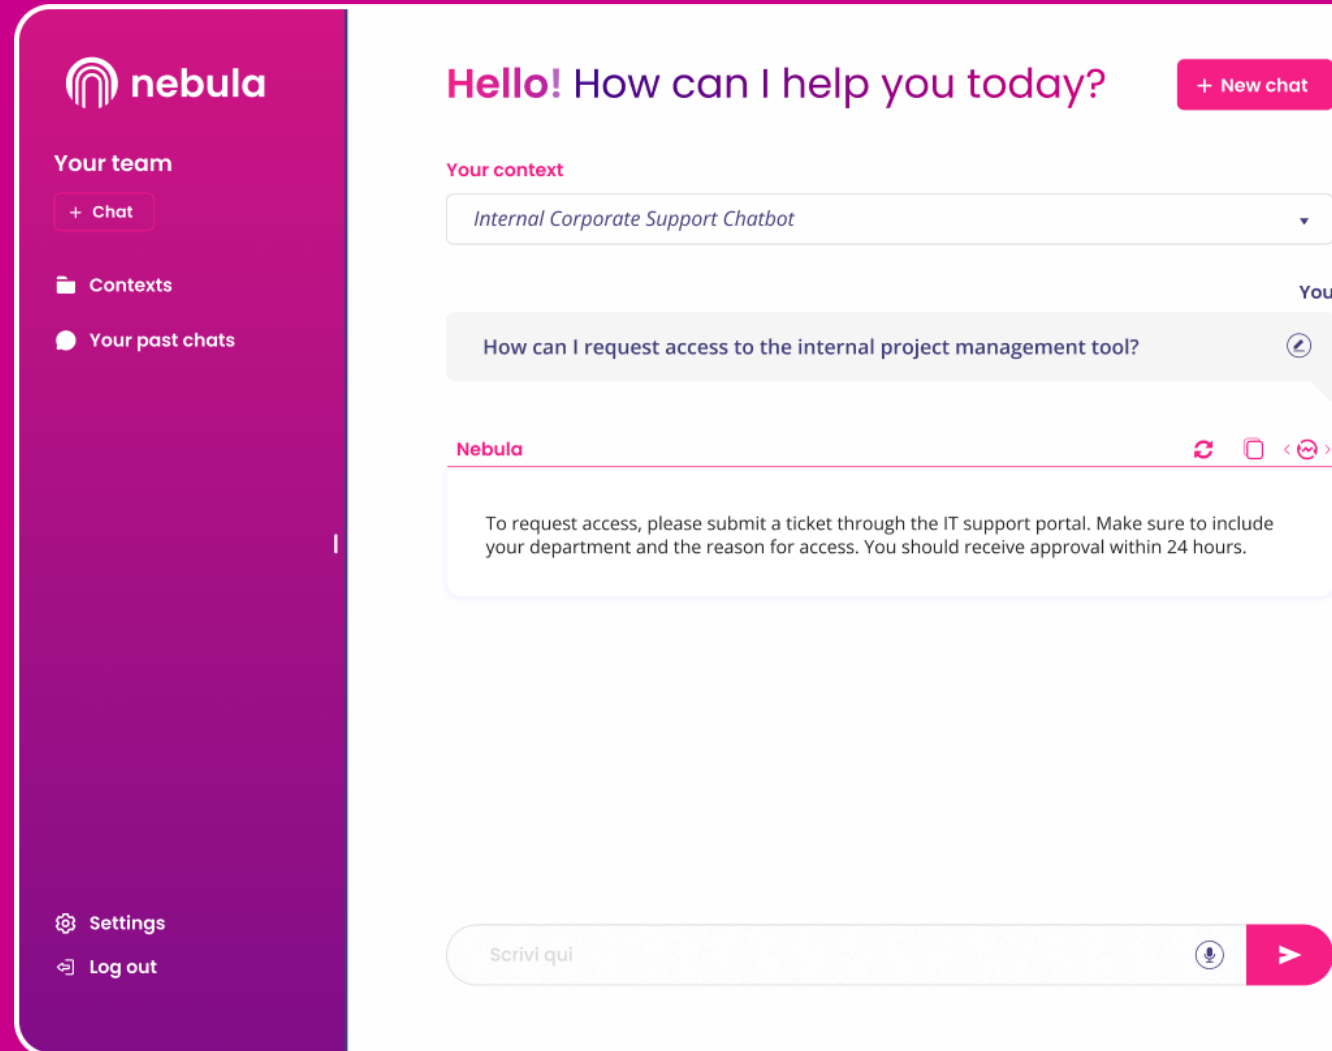 nebula
Your team
+ Chat
Contexts
Your past chats
Settings
Log out
Hello! How can I help you today?
+ New chat
Your context
Internal Corporate Support Chatbot
You
How can I request access to the internal project management tool?
Nebula
To request access, please submit a ticket through the IT support portal. Make sure to include
your department and the reason for access. You should receive approval within 24 hours.
Scrivi qui